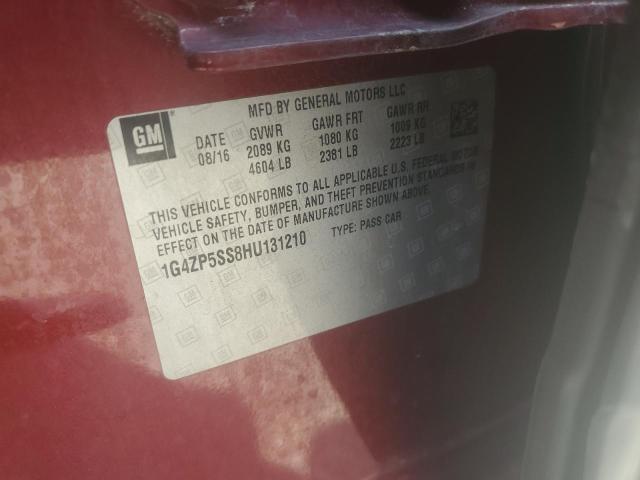 GM
MFD BY GENERAL MOTORS LLC
DATE GVWR GAWR FRT GAWR RR
08/16 2089 KG 1080 KG 1009 KG
4604 LB 2381 LB 2223 LB
THIS VEHICLE CONFORMS TO ALL APPLICABLE U.S. FEDERAL MOTOR
VEHICLE SAFETY, BUMPER, AND THEFT PREVENTION STANDARDS IN
EFFECT ON THE DATE OF MANUFACTURE SHOWN ABOVE.
1G4ZP5SS8HU131210 TYPE: PASS CAR